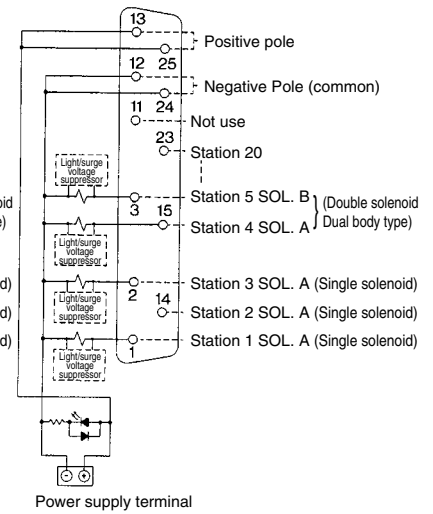 13
Positive pole
12 25
Negative Pole (common)
11 24
Not use
23
Station 20
Light/surge
voltage
suppressor
Station 5 SOL. B
3 15
(Double solenoid
Dual body type)
Station 4 SOL. A
Light/surge
voltage
suppressor
Station 3 SOL. A (Single solenoid)
2
14
Light/surge
voltage
suppressor
Station 2 SOL. A (Single solenoid)
Station 1 SOL. A (Single solenoid)
1
Light/surge
voltage
suppressor
Power supply terminal